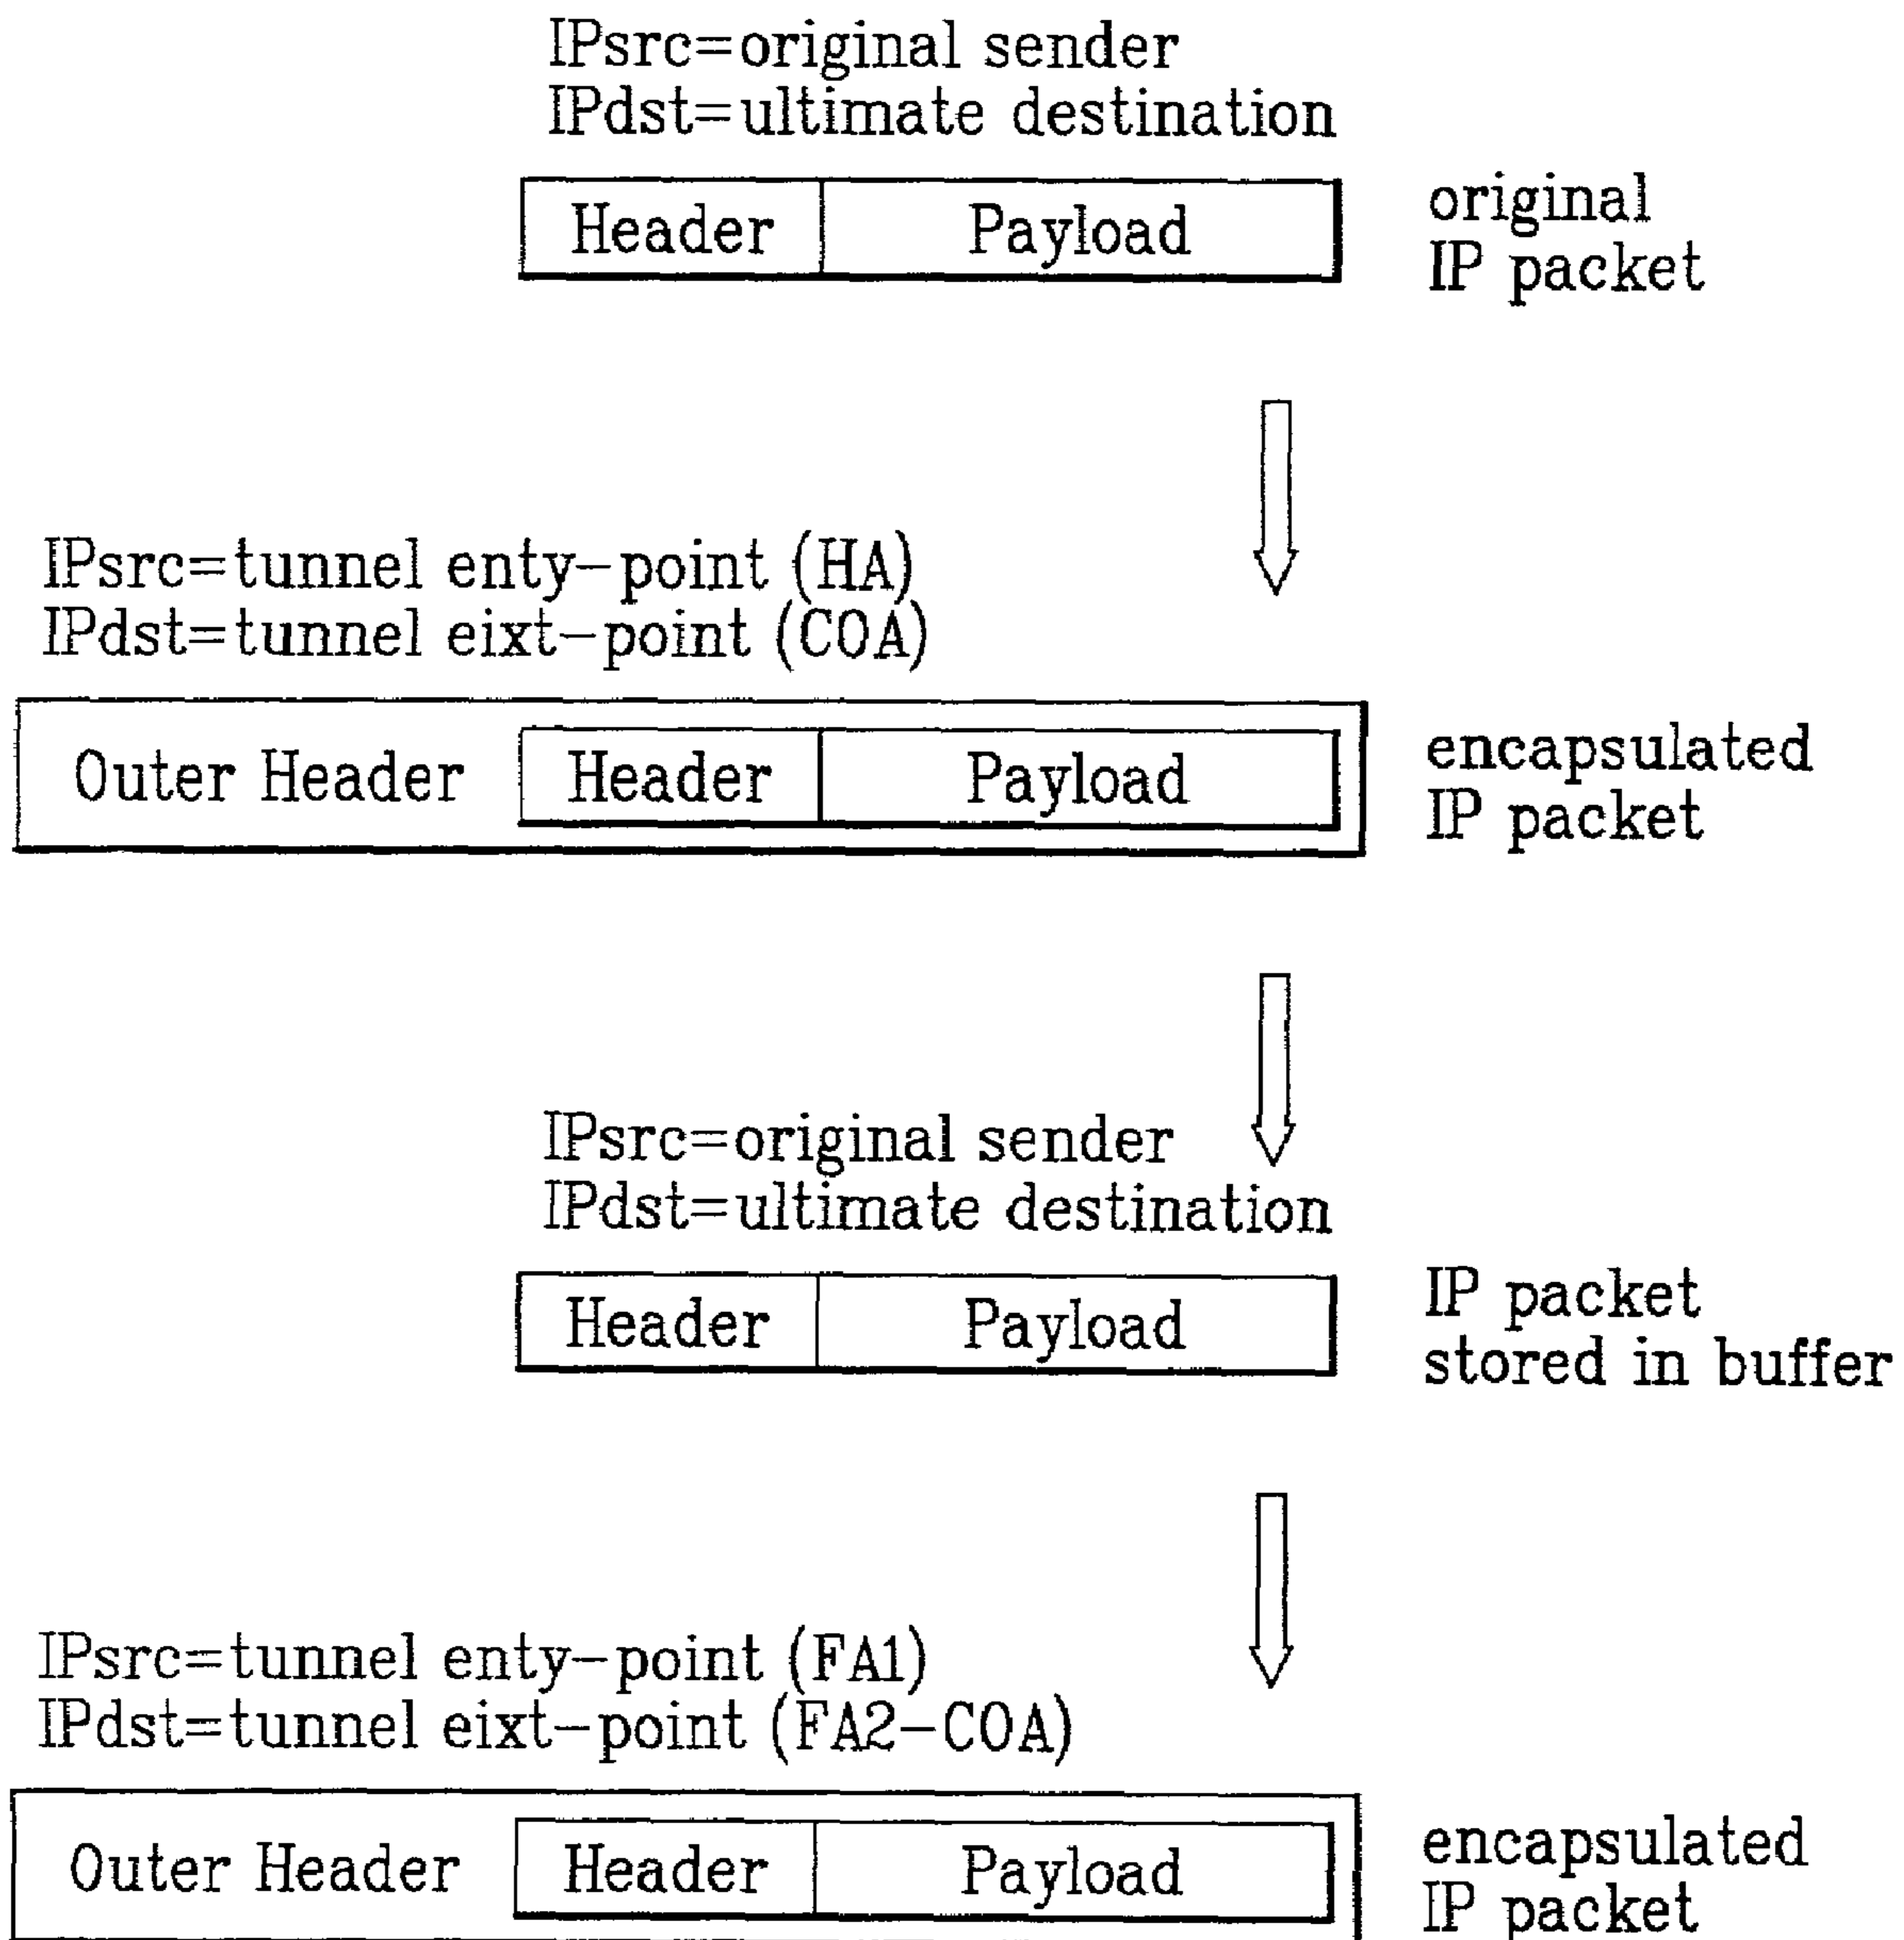 IPsrc=original sender
IPdst=ultimate destination
Header Payload
original
IP packet
IPsrc=tunnel enty-point (HA)
IPdst=tunnel eixt-point (COA)
Outer Header Header Payload
encapsulated
IP packet
IPsrc=original sender
IPdst=ultimate destination
Header Payload
IP packet
stored in buffer
IPsrc=tunnel enty-point (FA1)
IPdst=tunnel eixt-point (FA2-COA)
Outer Header Header Payload
encapsulated
IP packet